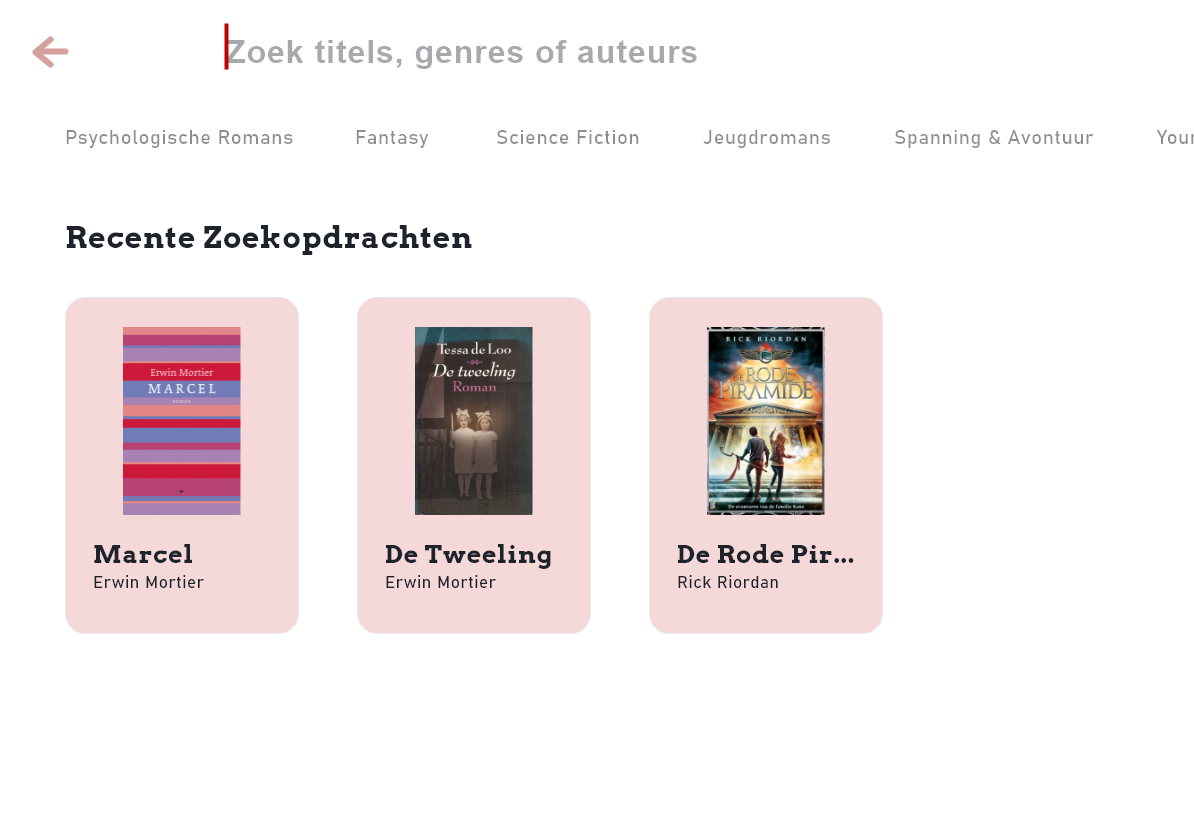 Zoek titels, genres of auteurs
Psychologische Romans Fantasy Science Fiction Jeugdromans Spanning & Avontuur Your
Recente Zoekopdrachten
Erwin Mortier
MARCEL
ROMAN
Marcel
Erwin Mortier
Tessa de Loo
De tweeling
Roman
De Tweeling
Erwin Mortier
RICK RIORDAN
DE RODE
PIRAMIDE
De avonturen van de familie Kane
De Rode Pir...
Rick Riordan